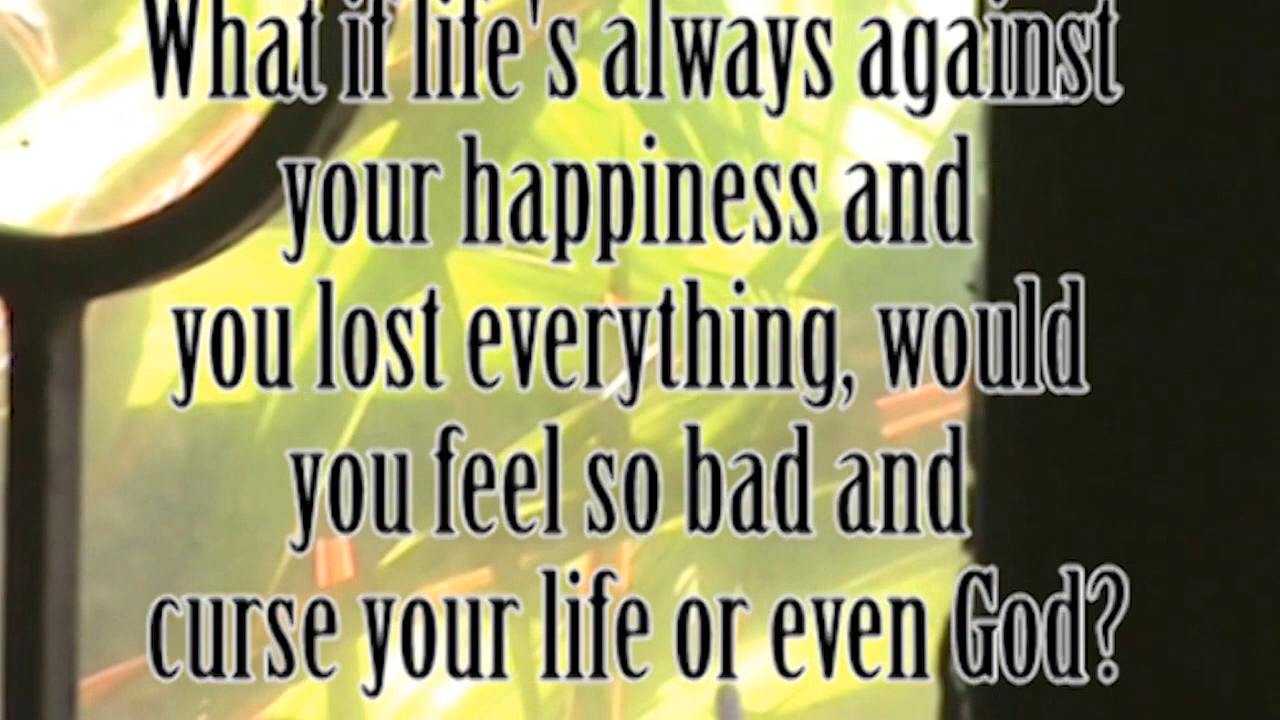 What if life's always against
your happiness and
you lost everything, would
you feel so bad and
curse your life or even God?